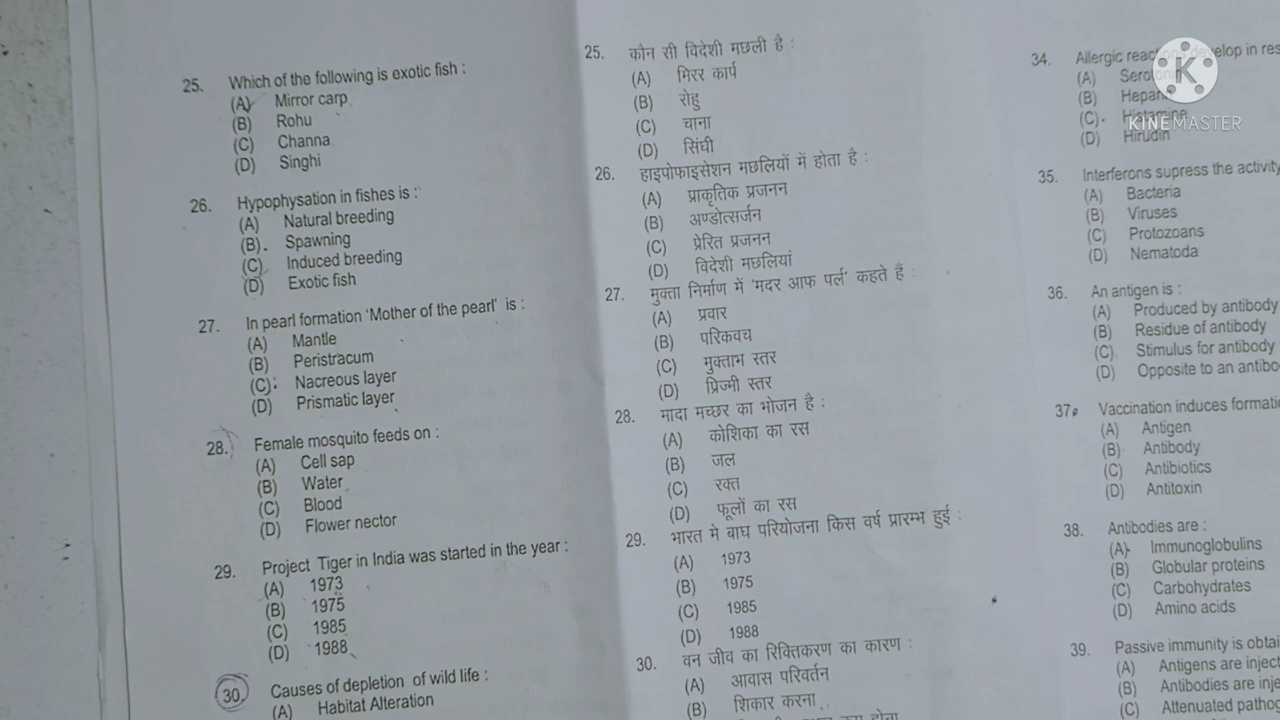 25. Which of the following is exotic fish :
(A) Mirror carp
(B) Rohu
(C) Channa
(D) Singhi
26. Hypophysation in fishes is :
(A) Natural breeding
(B) Spawning
(C) Induced breeding
(D) Exotic fish
27. In pearl formation 'Mother of the pearl' is :
(A) Mantle
(B) Peristracum
(C) Nacreous layer
(D) Prismatic layer
28. Female mosquito feeds on :
(A) Cell sap
(B) Water
(C) Blood
(D) Flower nector
29. Project Tiger in India was started in the year :
(A) 1973
(B) 1975
(C) 1985
(D) 1988
30. Causes of depletion of wild life :
(A) Habitat Alteration
25. कौन सी विदेशी मछली है :
(A) मिरर कार्प
(B) रोहु
(C) चाना
(D) सिंघी
26. हाइपोफाइसेशन मछलियों में होता है :
(A) प्राकृतिक प्रजनन
(B) अण्डोत्सर्जन
(C) प्रेरित प्रजनन
(D) विदेशी मछलियां
27. मुक्ता निर्माण में 'मदर आफ पर्ल' कहते हैं :
(A) प्रवार
(B) परिकवच
(C) मुक्ताभ स्तर
(D) प्रिज्मी स्तर
28. मादा मच्छर का भोजन है :
(A) कोशिका का रस
(B) जल
(C) रक्त
(D) फूलों का रस
29. भारत मे बाघ परियोजना किस वर्ष प्रारम्भ हुई :
(A) 1973
(B) 1975
(C) 1985
(D) 1988
30. वन जीव का रिक्तिकरण का कारण :
(A) आवास परिवर्तन
(B) शिकार करना
34. Allergic in
(A)
(B)
(C) Histamine
(D) Hirudin
35. Interferons supress the activity
(A) Bacteria
(B) Viruses
(C) Protozoans
(D) Nematoda
36. An antigen is :
(A) Produced by antibody
(B) Residue of antibody
(C) Stimulus for antibody
(D) Opposite to an
37. Vaccination induces
(A) Antigen
(B) Antibody
(C) Antibiotics
(D) Antitoxin
38. Antibodies are :
(A) Immunoglobulins
(B) Globular proteins
(C) Carbohydrates
(D) Amino acids
39. Passive immunity is
(A) Antigens are
(B) Antibodies are
(C) Attenuated
KINEMASTER